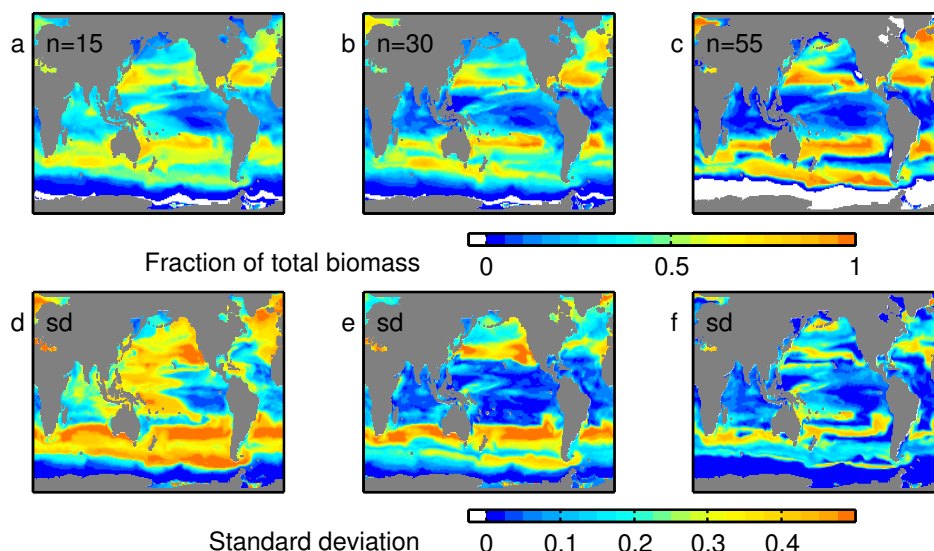 a n=15
b n=30
c n=55
Fraction of total biomass
0 0.5 1
d sd
e sd
f sd
Standard deviation
0 0.1 0.2 0.3 0.4